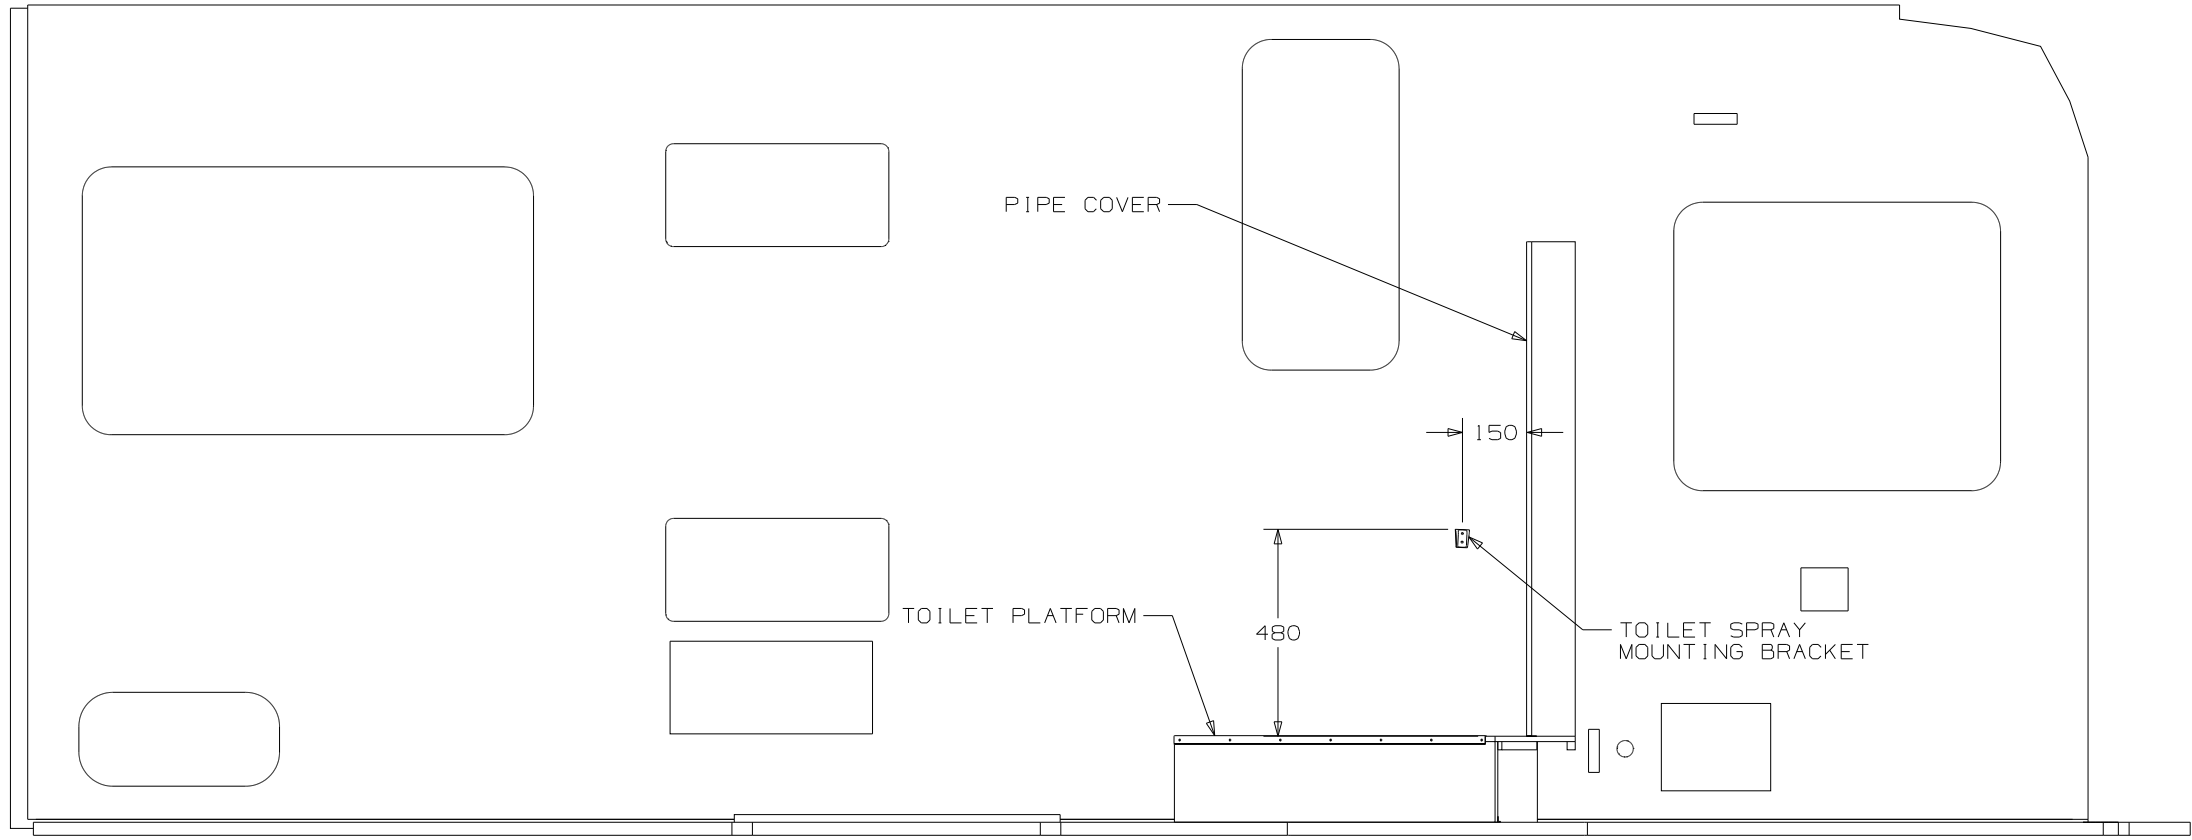 PIPE COVER
150
TOILET PLATFORM
480
TOILET SPRAY
MOUNTING BRACKET